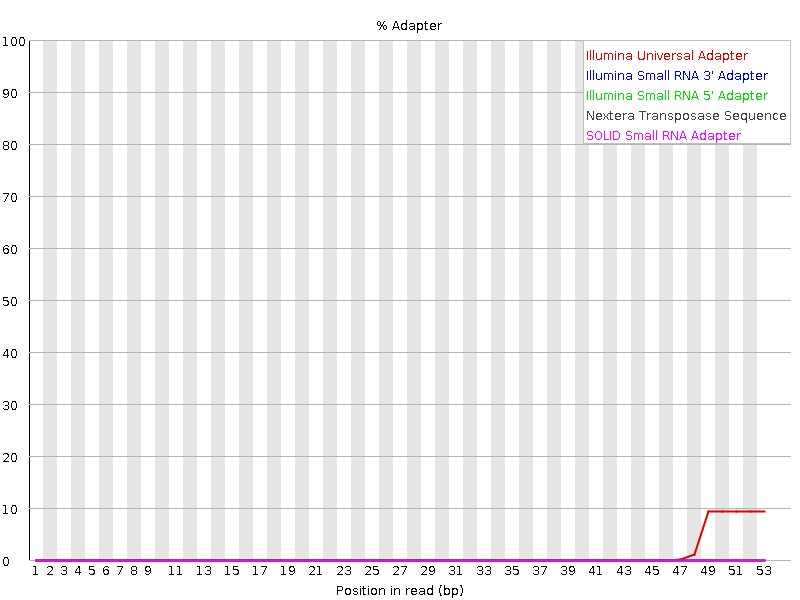 % Adapter
100
90
80
70
60
50
40
30
20
10
0
Illumina Universal Adapter
Illumina Small RNA 3' Adapter
Illumina Small RNA 5' Adapter
Nextera Transposase Sequence
SOLID Small RNA Adapter
1 2 3 4 5 6 7 8 9 11 13 15 17 19 21 23 25 27 29 31 33 35 37 39 41 43 45 47 49 51 53
Position in read (bp)